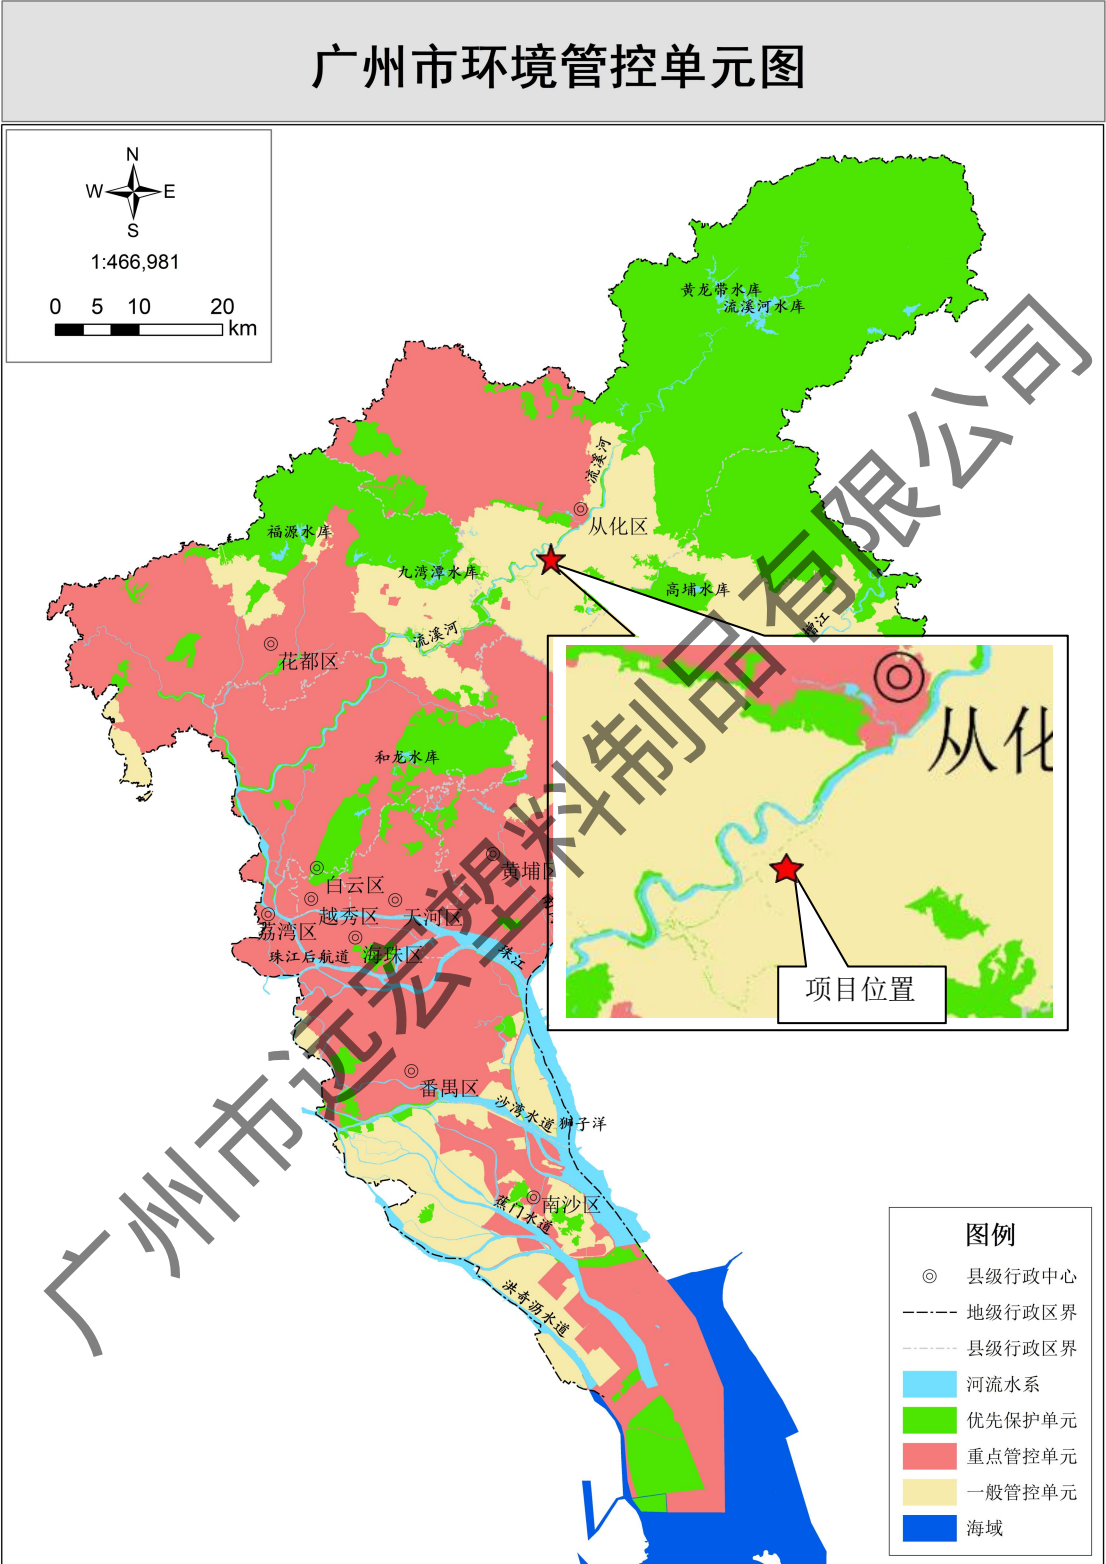 广州市环境管控单元图
N
W E
S
1:466,981
0 5 10 20
km
黄龙带水库
流溪河水库
流溪河
从化区
福源水库
九湾潭水库
高埔水库
增江
流溪河
花都区
从化
和龙水库
黄埔区
白云区
越秀区
天河区
荔湾区
海珠区
珠江后航道
珠江
项目位置
番禺区
沙湾水道
狮子洋
南沙区
蕉门水道
洪奇沥水道
图例
县级行政中心
地级行政区界
县级行政区界
河流水系
优先保护单元
重点管控单元
一般管控单元
海域
广州市远宏塑料制品有限公司